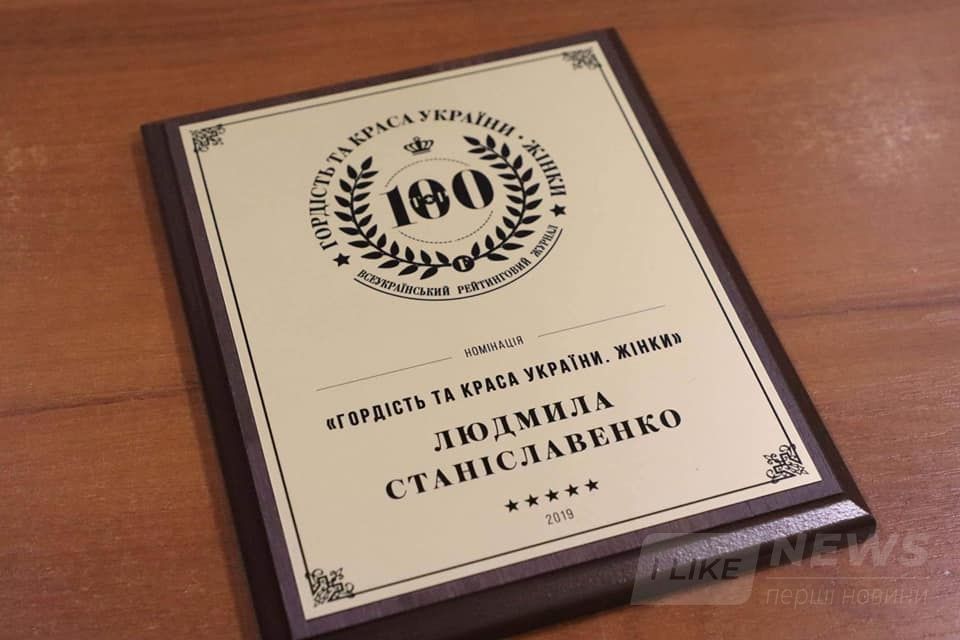 ГОРДІСТЬ ТА КРАСА УКРАЇНИ · ЖІНКИ
100
ВСЕУКРАЇНСЬКИЙ РЕЙТИНГОВИЙ ЖУРНАЛ
НОМІНАЦІЯ
«ГОРДІСТЬ ТА КРАСА УКРАЇНИ. ЖІНКИ»
ЛЮДМИЛА
СТАНІСЛАВЕНКО
2019
I LIKE NEWS
перші новини